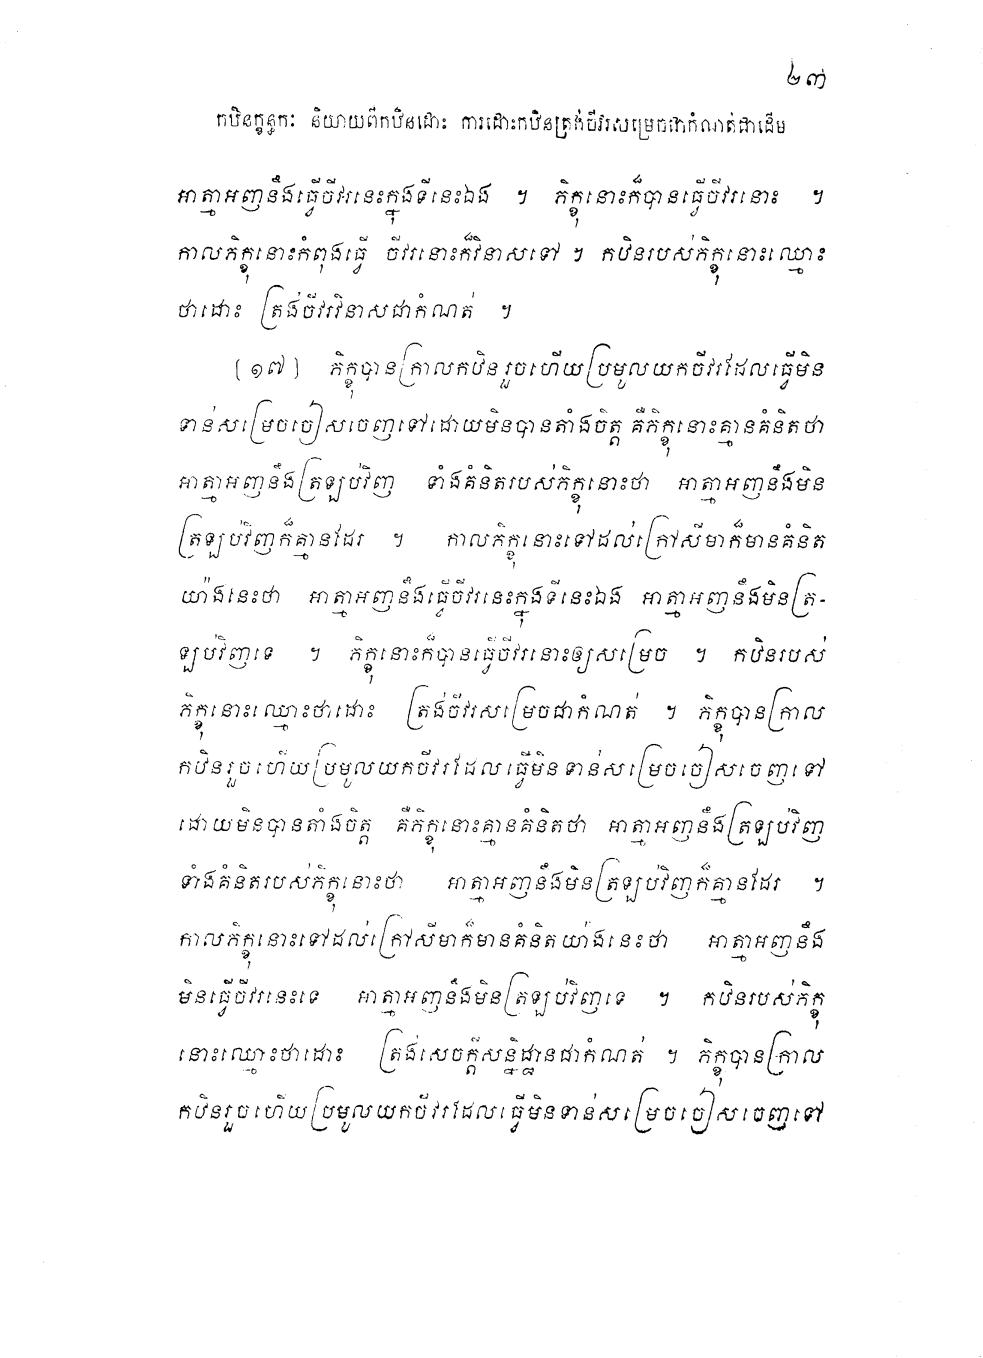 ៤៣
កឋិនក្ខន្ធកៈ និយាយពីកឋិនដោះ ការដោះកឋិនត្រង់ចីវរសម្រេចជាកំណត់ជាដើម
អាត្មាអញនឹងធ្វើចីវរនេះក្នុងទីនេះឯង ។ ភិក្ខុនោះក៏បានធ្វើចីវរនោះ ។
កាលភិក្ខុនោះកំពុងធ្វើ ចីវរនោះក៏វិនាសទៅ ។ កឋិនរបស់ភិក្ខុនោះឈ្មោះ
ថាដោះ ត្រង់ចីវរវិនាសជាកំណត់ ។
(១៧) ភិក្ខុបានក្រាលកឋិនរួចហើយប្រមូលយកចីវរដែលធ្វើមិន
ទាន់សម្រេចចៀសចេញទៅដោយមិនបានតាំងចិត្ត គឺភិក្ខុនោះគ្មានគំនិតថា
អាត្មាអញនឹងត្រឡប់វិញ ទាំងគំនិតរបស់ភិក្ខុនោះថា អាត្មាអញនឹងមិន
ត្រឡប់វិញក៏គ្មានដែរ ។ កាលភិក្ខុនោះទៅដល់ក្រៅសីមាក៏មានគំនិត
យ៉ាងនេះថា អាត្មាអញនឹងធ្វើចីវរនេះក្នុងទីនេះឯង អាត្មាអញនឹងមិនត្រ-
ឡប់វិញទេ ។ ភិក្ខុនោះក៏បានធ្វើចីវរនោះឲ្យសម្រេច ។ កឋិនរបស់
ភិក្ខុនោះឈ្មោះថាដោះ ត្រង់ចីវរសម្រេចជាកំណត់ ។ ភិក្ខុបានក្រាល
កឋិនរួចហើយប្រមូលយកចីវរដែលធ្វើមិនទាន់សម្រេចចៀសចេញទៅ
ដោយមិនបានតាំងចិត្ត គឺភិក្ខុនោះគ្មានគំនិតថា អាត្មាអញនឹងត្រឡប់វិញ
ទាំងគំនិតរបស់ភិក្ខុនោះថា អាត្មាអញនឹងមិនត្រឡប់វិញក៏គ្មានដែរ ។
កាលភិក្ខុនោះទៅដល់ក្រៅសីមាក៏មានគំនិតយ៉ាងនេះថា អាត្មាអញនឹង
មិនធ្វើចីវរនេះទេ អាត្មាអញនឹងមិនត្រឡប់វិញទេ ។ កឋិនរបស់ភិក្ខុ
នោះឈ្មោះថាដោះ ត្រង់សេចក្តីសន្និដ្ឋានជាកំណត់ ។ ភិក្ខុបានក្រាល
កឋិនរួចហើយប្រមូលយកចីវរដែលធ្វើមិនទាន់សម្រេចចៀសចេញទៅ